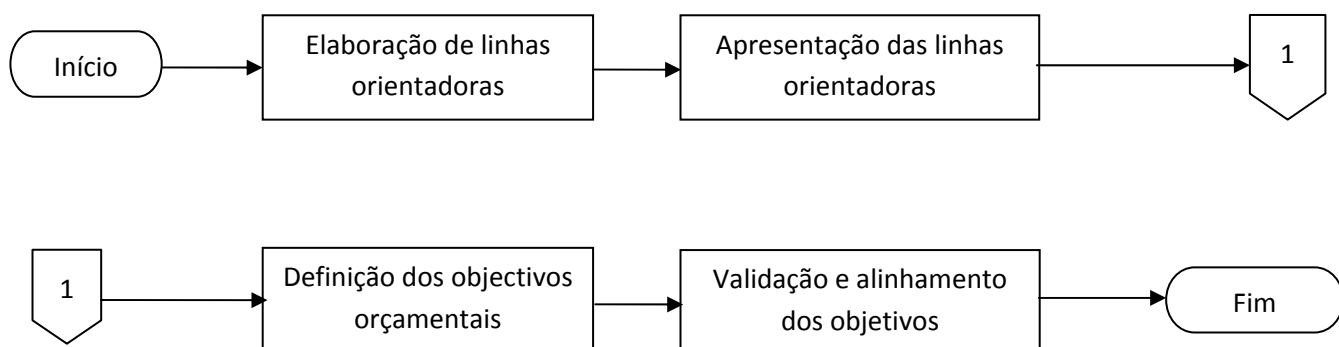 Início
Elaboração de linhas
orientadoras
Apresentação das linhas
orientadoras
1
1
Definição dos objectivos
orçamentais
Validação e alinhamento
dos objetivos
Fim